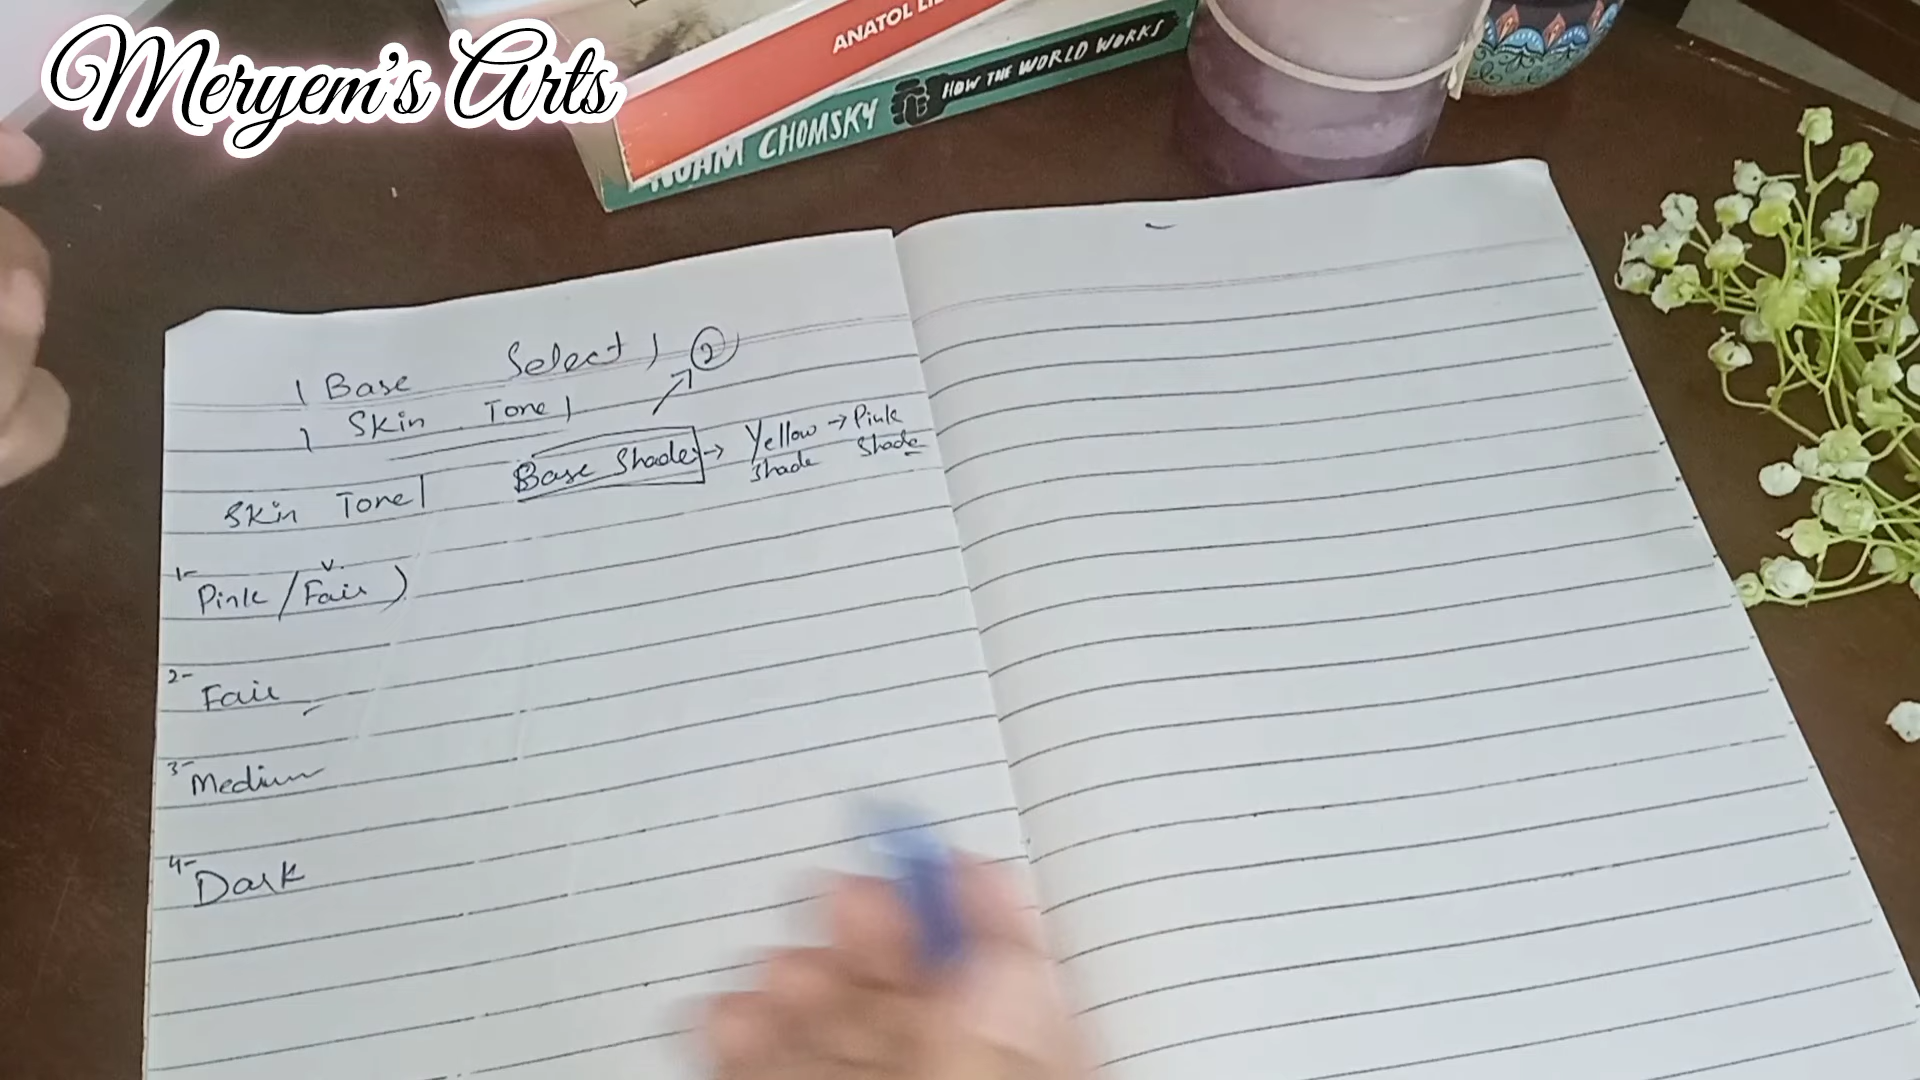 Meryem's Arts
ANATOL
NOAM CHOMSKY HOW THE WORLD WORKS
Base Select
2
Skin Tone
Skin Tone
Base Shade → Yellow → Pink
Shade Shade
1- Pink / V. Fair)
2- Fair
3- Medium
4- Dark